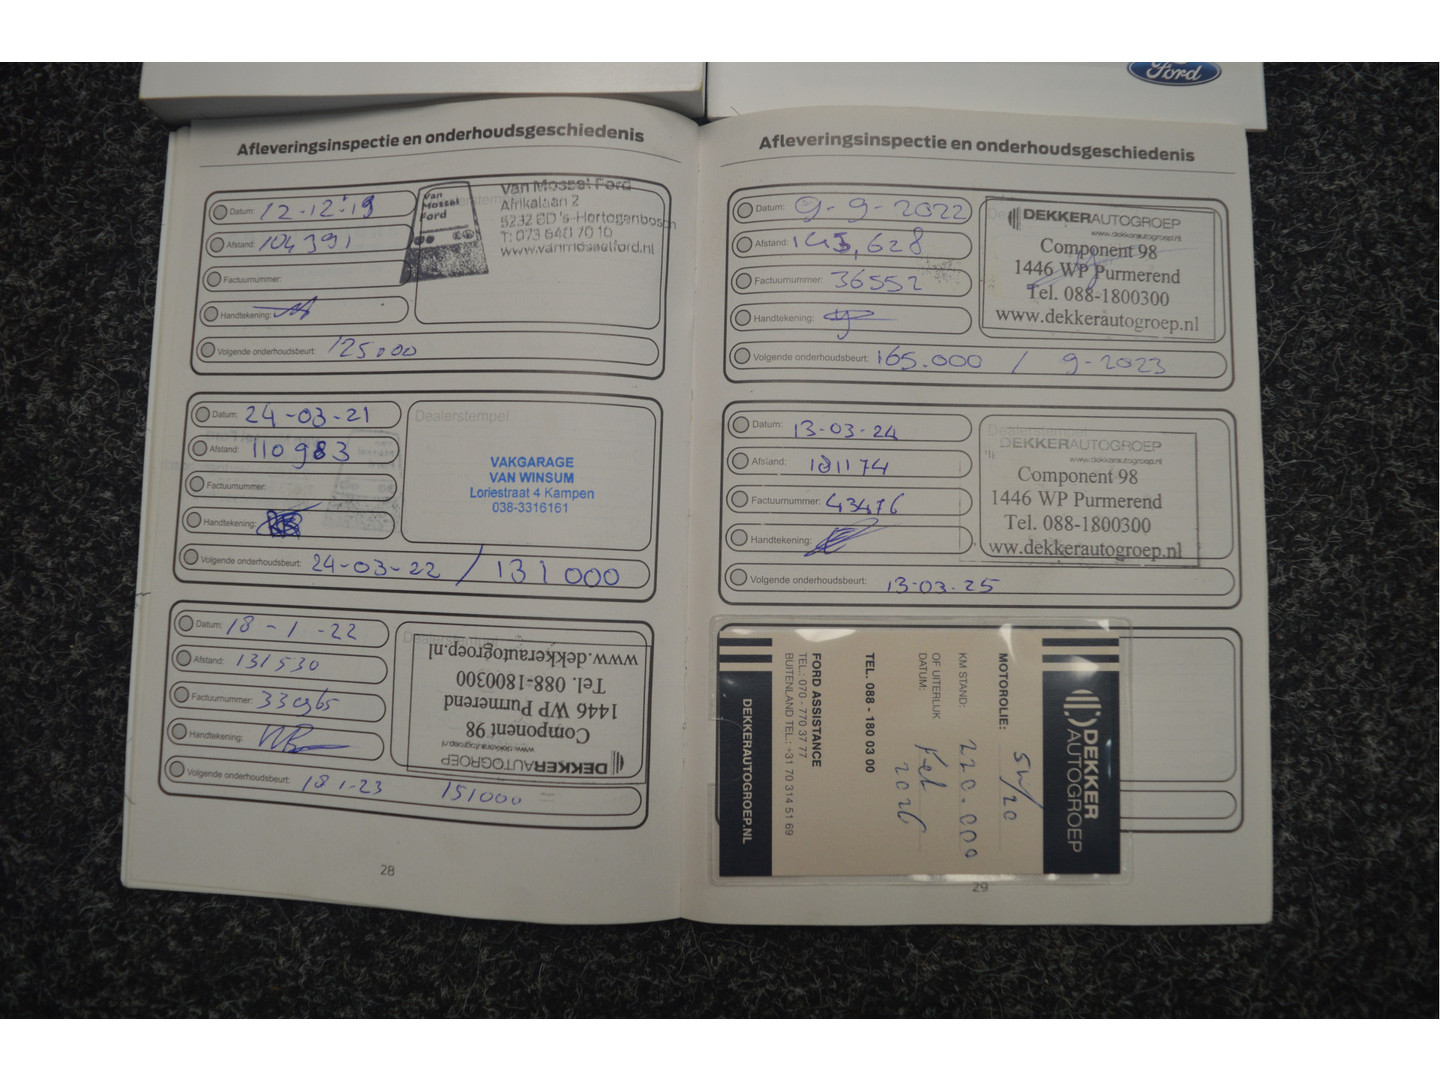 Ford
Afleveringsinspectie en onderhoudsgeschiedenis
Datum: 12-12-19
Afstand: 104391
Factuurnummer:
Handtekening:
Volgende onderhoudsbeurt: 125.000
Van
Mossel
Ford
Van Mossel Ford
Afrikalaan 2
5232 BD 's-Hertogenbosch
T: 073 640 70 10
www.vanmosselford.nl
Datum: 24-03-21
Afstand: 110983
Factuurnummer:
Handtekening:
Volgende onderhoudsbeurt: 24-03-22 / 131000
Dealerstempel
VAKGARAGE
VAN WINSUM
Loriestraat 4 Kampen
038-3316161
Datum: 18-1-22
Afstand: 131530
Factuurnummer:
Handtekening:
Volgende onderhoudsbeurt: 18 1-23 151000
DEKKERAUTOGROEP
www.dekkerautogroep.nl
Component 98
1446 WP Purmerend
Tel. 088-1800300
www.dekkerautogroep.nl
28
Afleveringsinspectie en onderhoudsgeschiedenis
Datum: 9-9-2022
Afstand: 145,628
Factuurnummer: 36552
Handtekening:
Volgende onderhoudsbeurt: 165.000 / 9-2023
DEKKERAUTOGROEP
www.dekkerautogroep.nl
Component 98
1446 WP Purmerend
Tel. 088-1800300
www.dekkerautogroep.nl
Datum: 13-03-24
Afstand: 181174
Factuurnummer: 43476
Handtekening:
Volgende onderhoudsbeurt: 13-03-25
Dealerstempel
DEKKERAUTOGROEP
www.dekkerautogroep.nl
Component 98
1446 WP Purmerend
Tel. 088-1800300
ww.dekkerautogroep.nl
DEKKER
AUTOGROEP
MOTOROLIE: 5W/20
KM STAND: 220.000
OF UITERLIJK
DATUM: Feb 2026
TEL. 088 - 180 03 00
FORD ASSISTANCE
TEL.: 070 - 770 37 77
BUITENLAND TEL.: +31 70 314 51 69
DEKKERAUTOGROEP.NL
29